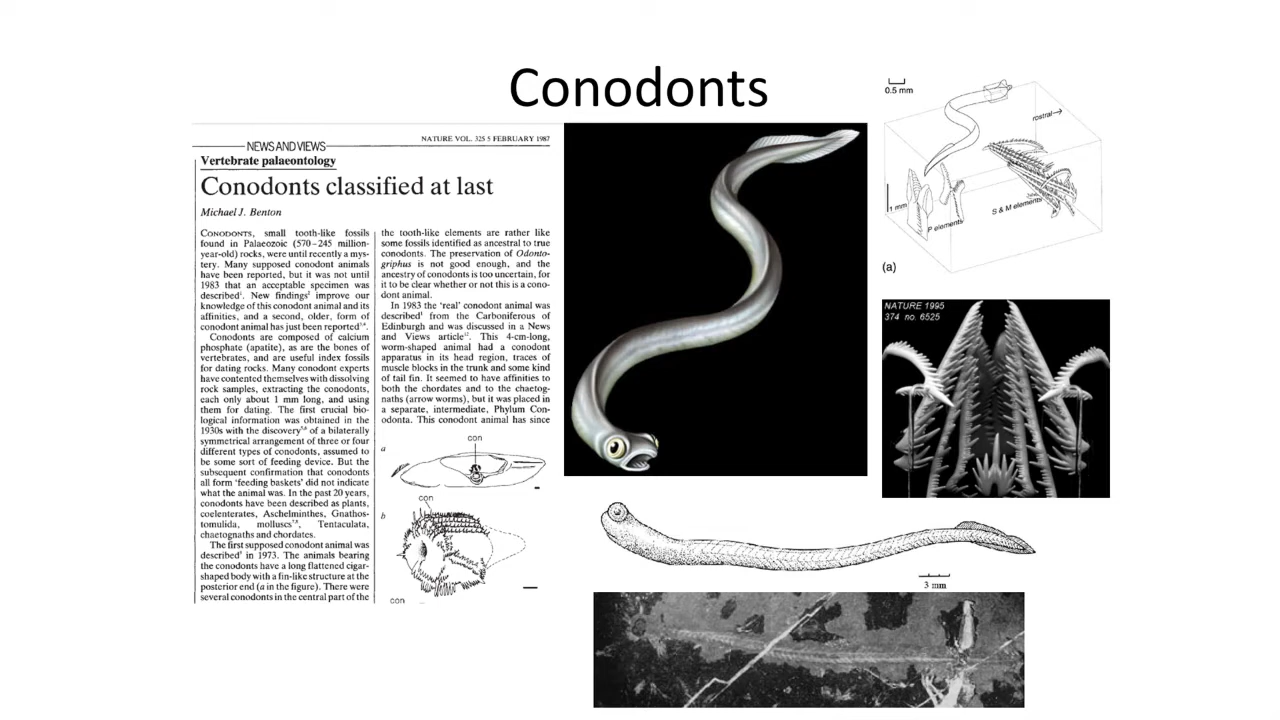 Conodonts
NATURE VOL. 325 5 FEBRUARY 1987
NEWS AND VIEWS
Vertebrate palaeontology
Conodonts classified at last
Michael J. Benton
CONODONTS, small tooth-like fossils
found in Palaeozoic (570–245 million-
year-old) rocks, were until recently a mys-
tery. Many supposed conodont animals
have been reported, but it was not until
1983 that an acceptable specimen was
described¹. New findings² improve our
knowledge of this conodont animal and its
affinities, and a second, older, form of
conodont animal has just been reported
Conodonts are composed of calcium
phosphate (apatite), as are the bones of
vertebrates, and are useful index fossils
for dating rocks. Many conodont experts
have contented themselves with dissolving
rock samples, extracting the conodonts,
each only about 1 mm long, and using
them for dating. The first crucial bio-
logical information was obtained in the
1930s with the discovery of a bilaterally
symmetrical arrangement of three or four
different types of conodonts, assumed to
be some sort of feeding device. But the
subsequent confirmation that conodonts
all form 'feeding baskets' did not indicate
what the animal was. In the past 20 years,
conodonts have been described as plants,
coelenterates, Aschelminthes, Gnathos-
tomulida, molluscs, Tentaculata,
chaetognaths and chordates.
The first supposed conodont animal was
described in 1973. The animals bearing
the conodonts have a long flattened cigar-
shaped body with a fin-like structure at the
posterior end (a in the figure). There were
several conodonts in the central part of the
the tooth-like elements are rather like
some fossils identified as ancestral to true
conodonts. The preservation of Odonto-
griphus is not good enough, and the
ancestry of conodonts is too uncertain, for
it to be clear whether or not this is a cono-
dont animal.
In 1983 the 'real' conodont animal was
described from the Carboniferous of
Edinburgh and was discussed in a News
and Views article¹². This 4-cm-long,
worm-shaped animal had a conodont
apparatus in its head region, traces of
muscle blocks in the trunk and some kind
of tail fin. It seemed to have affinities to
both the chordates and to the chaetog-
naths (arrow worms), but it was placed in
a separate, intermediate, Phylum Con-
odonta. This conodont animal has since
a
con
b
con
con
0.5 mm
rostral→
1 mm
P elements
S & M elements
(a)
NATURE 1995
374 no. 6525
3 mm